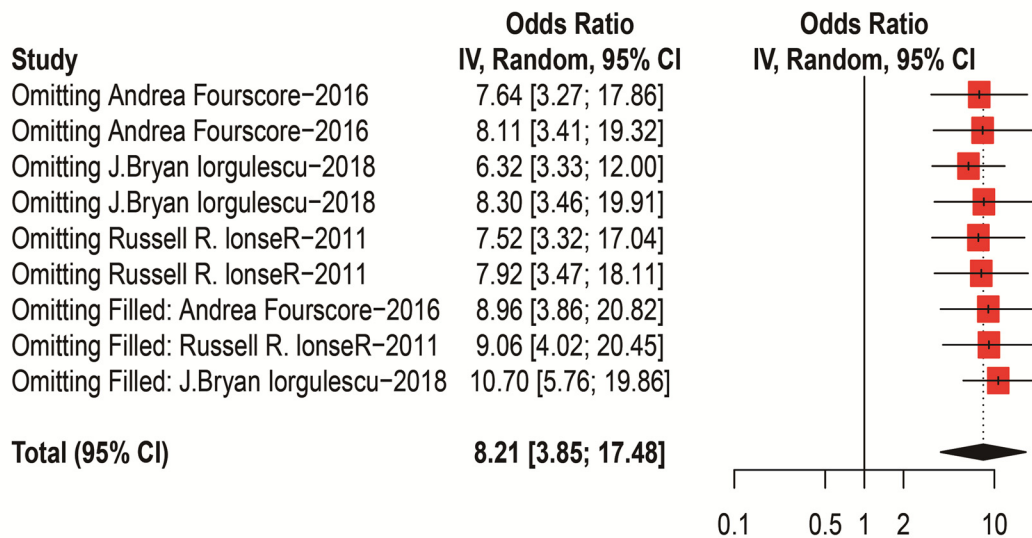 Odds Ratio Odds Ratio
Study IV, Random, 95% CI IV, Random, 95% CI
Omitting Andrea Fourscore−2016 7.64 [3.27; 17.86]
Omitting Andrea Fourscore−2016 8.11 [3.41; 19.32]
Omitting J.Bryan Iorgulescu−2018 6.32 [3.33; 12.00]
Omitting J.Bryan Iorgulescu−2018 8.30 [3.46; 19.91]
Omitting Russell R. lonseR−2011 7.52 [3.32; 17.04]
Omitting Russell R. lonseR−2011 7.92 [3.47; 18.11]
Omitting Filled: Andrea Fourscore−2016 8.96 [3.86; 20.82]
Omitting Filled: Russell R. lonseR−2011 9.06 [4.02; 20.45]
Omitting Filled: J.Bryan Iorgulescu−2018 10.70 [5.76; 19.86]
Total (95% CI) 8.21 [3.85; 17.48]
0.1 0.5 1 2 10